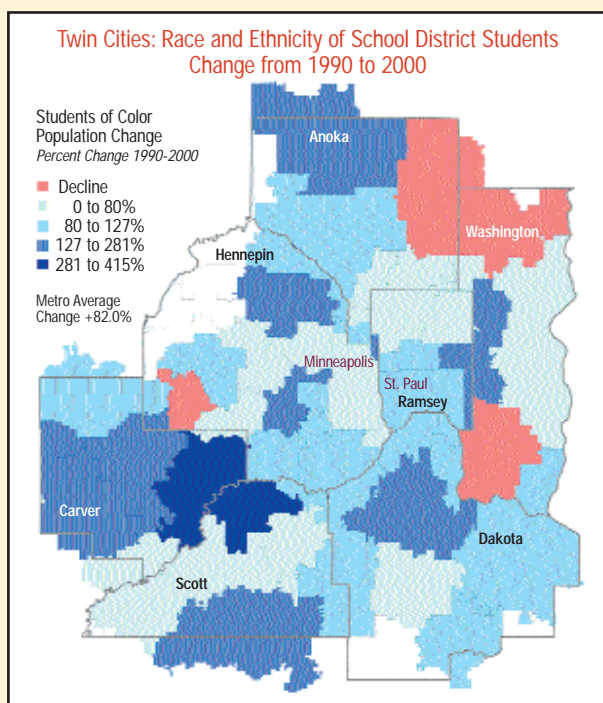 Twin Cities: Race and Ethnicity of School District Students
Change from 1990 to 2000
Students of Color
Population Change
Percent Change 1990-2000
Decline
0 to 80%
80 to 127%
127 to 281%
281 to 415%
Metro Average
Change +82.0%
Anoka
Washington
Hennepin
Minneapolis
St. Paul
Ramsey
Carver
Dakota
Scott